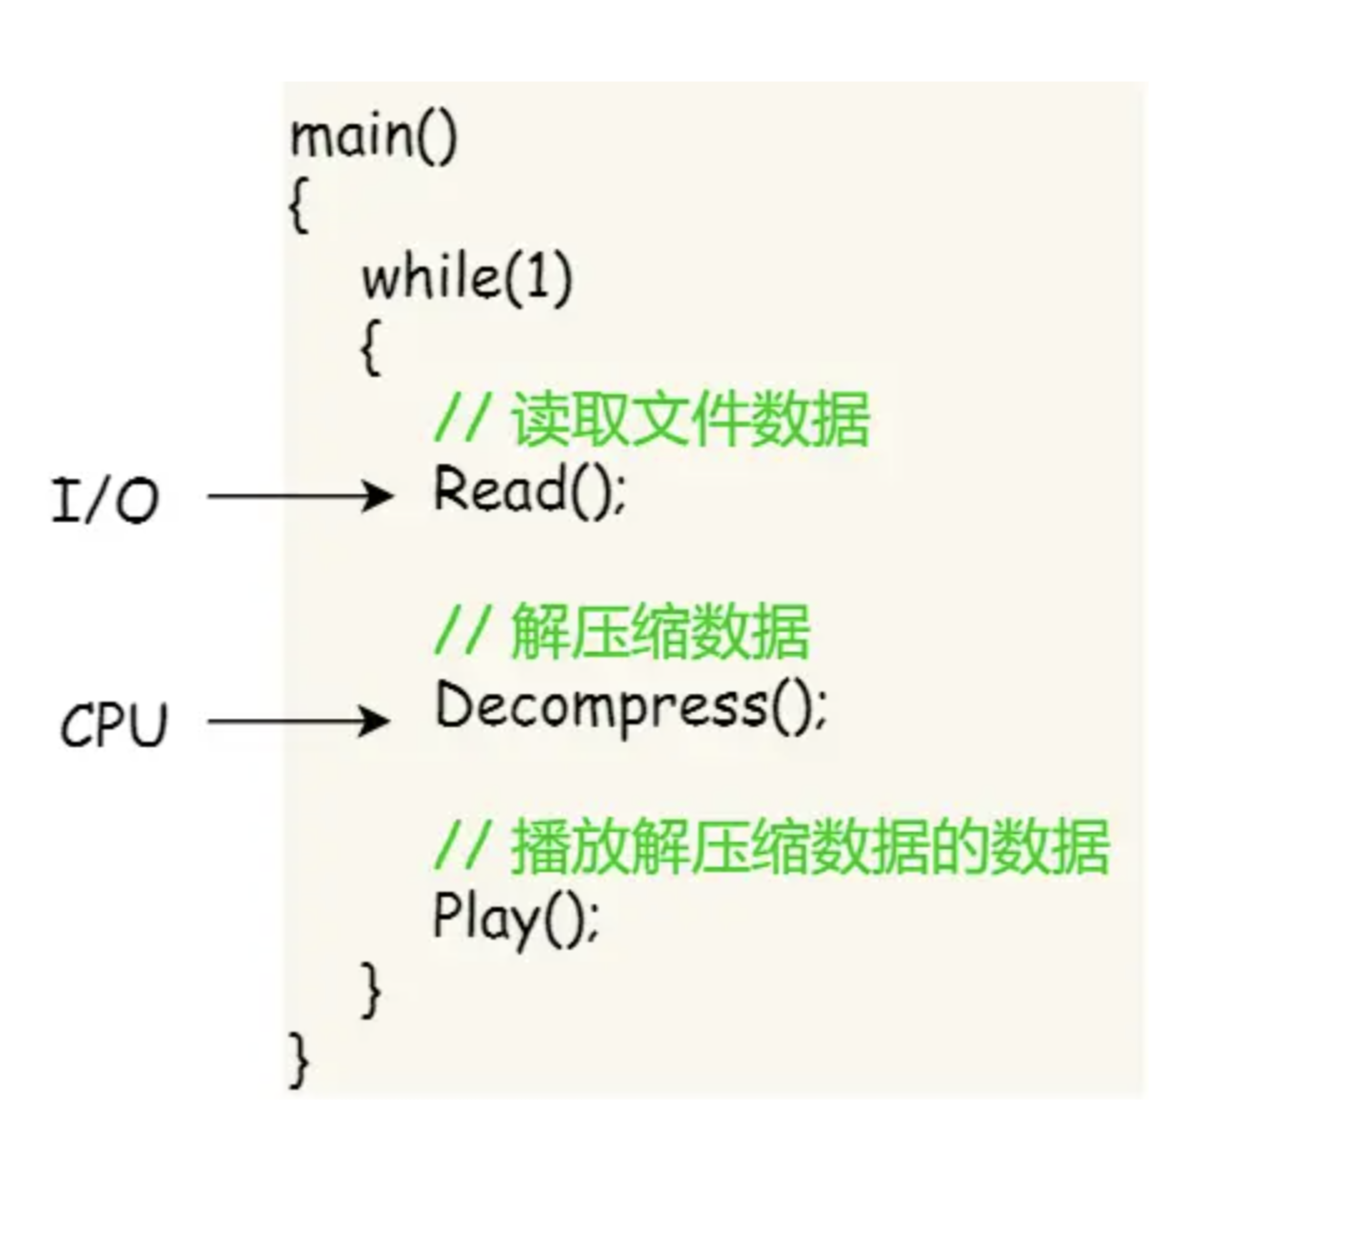 main()
{
while(1)
{
// 读取文件数据
I/O Read();
// 解压缩数据
CPU Decompress();
// 播放解压缩数据的数据
Play();
}
}